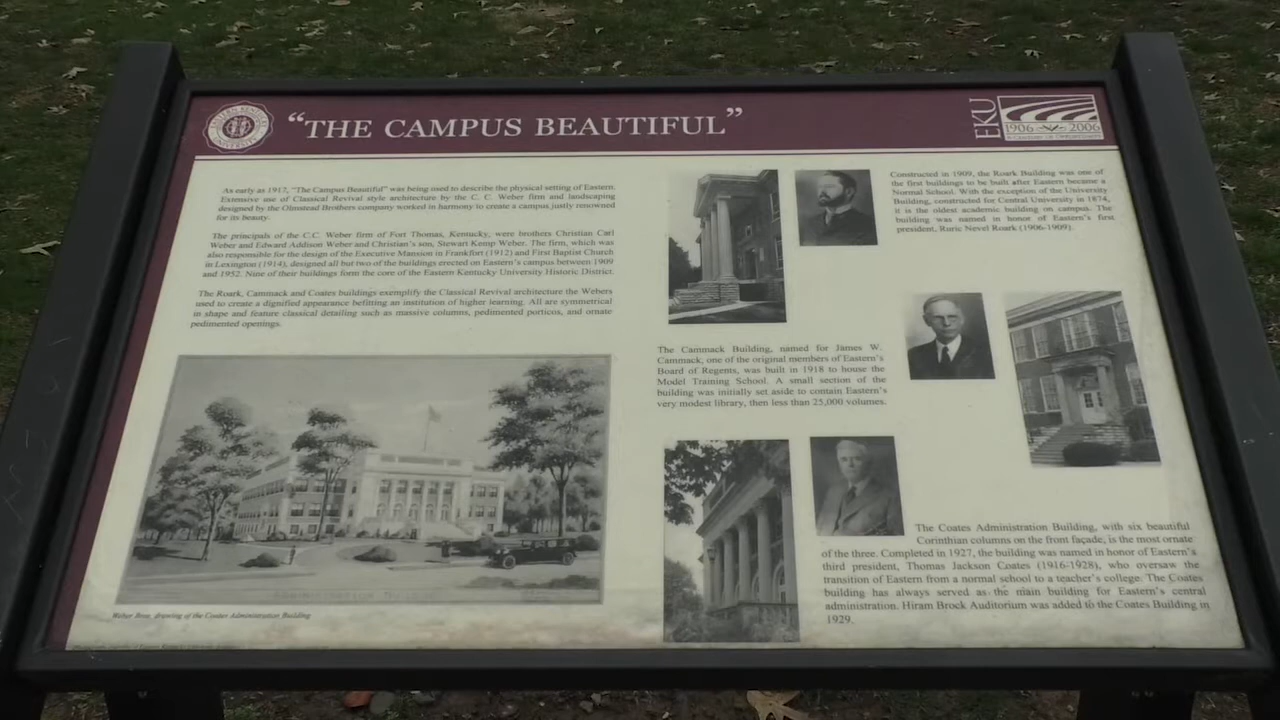 "THE CAMPUS BEAUTIFUL"
EASTERN KENTUCKY
UNIVERSITY
EKU
1906 2006
As early as 1917, "The Campus Beautiful" was being used to describe the physical setting of Eastern.
Extensive use of Classical Revival style architecture by the C. C. Weber firm and landscaping
designed by the Olmstead Brothers company worked in harmony to create a campus justly renowned
for its beauty.
The principals of the C.C. Weber firm of Fort Thomas, Kentucky, were brothers Christian Carl
Weber and Edward Addison Weber and Christian's son, Stewart Kemp Weber. The firm, which was
also responsible for the design of the Executive Mansion in Frankfort (1912) and First Baptist Church
in Lexington (1914), designed all but two of the buildings erected on Eastern's campus between 1909
and 1952. Nine of their buildings form the core of the Eastern Kentucky University Historic District.
The Roark, Cammack and Coates buildings exemplify the Classical Revival architecture the Webers
used to create a dignified appearance befitting an institution of higher learning. All are symmetrical
in shape and feature classical detailing such as massive columns, pedimented porticos, and ornate
pedimented openings.
ADMINISTRATION
Weber Bros. drawing of the Coates Administration Building
Constructed in 1909, the Roark Building was one of
the first buildings to be built after Eastern became a
Normal School. With the exception of the University
Building, constructed for Central University in 1874,
it is the oldest academic building on campus. The
building was named in honor of Eastern's first
president, Ruric Nevel Roark (1906-1909).
The Cammack Building, named for James W.
Cammack, one of the original members of Eastern's
Board of Regents, was built in 1918 to house the
Model Training School. A small section of the
building was initially set aside to contain Eastern's
very modest library, then less than 25,000 volumes.
The Coates Administration Building, with six beautiful
Corinthian columns on the front façade, is the most ornate
of the three. Completed in 1927, the building was named in honor of Eastern's
third president, Thomas Jackson Coates (1916-1928), who oversaw the
transition of Eastern from a normal school to a teacher's college. The Coates
building has always served as the main building for Eastern's central
administration. Hiram Brock Auditorium was added to the Coates Building in
1929.